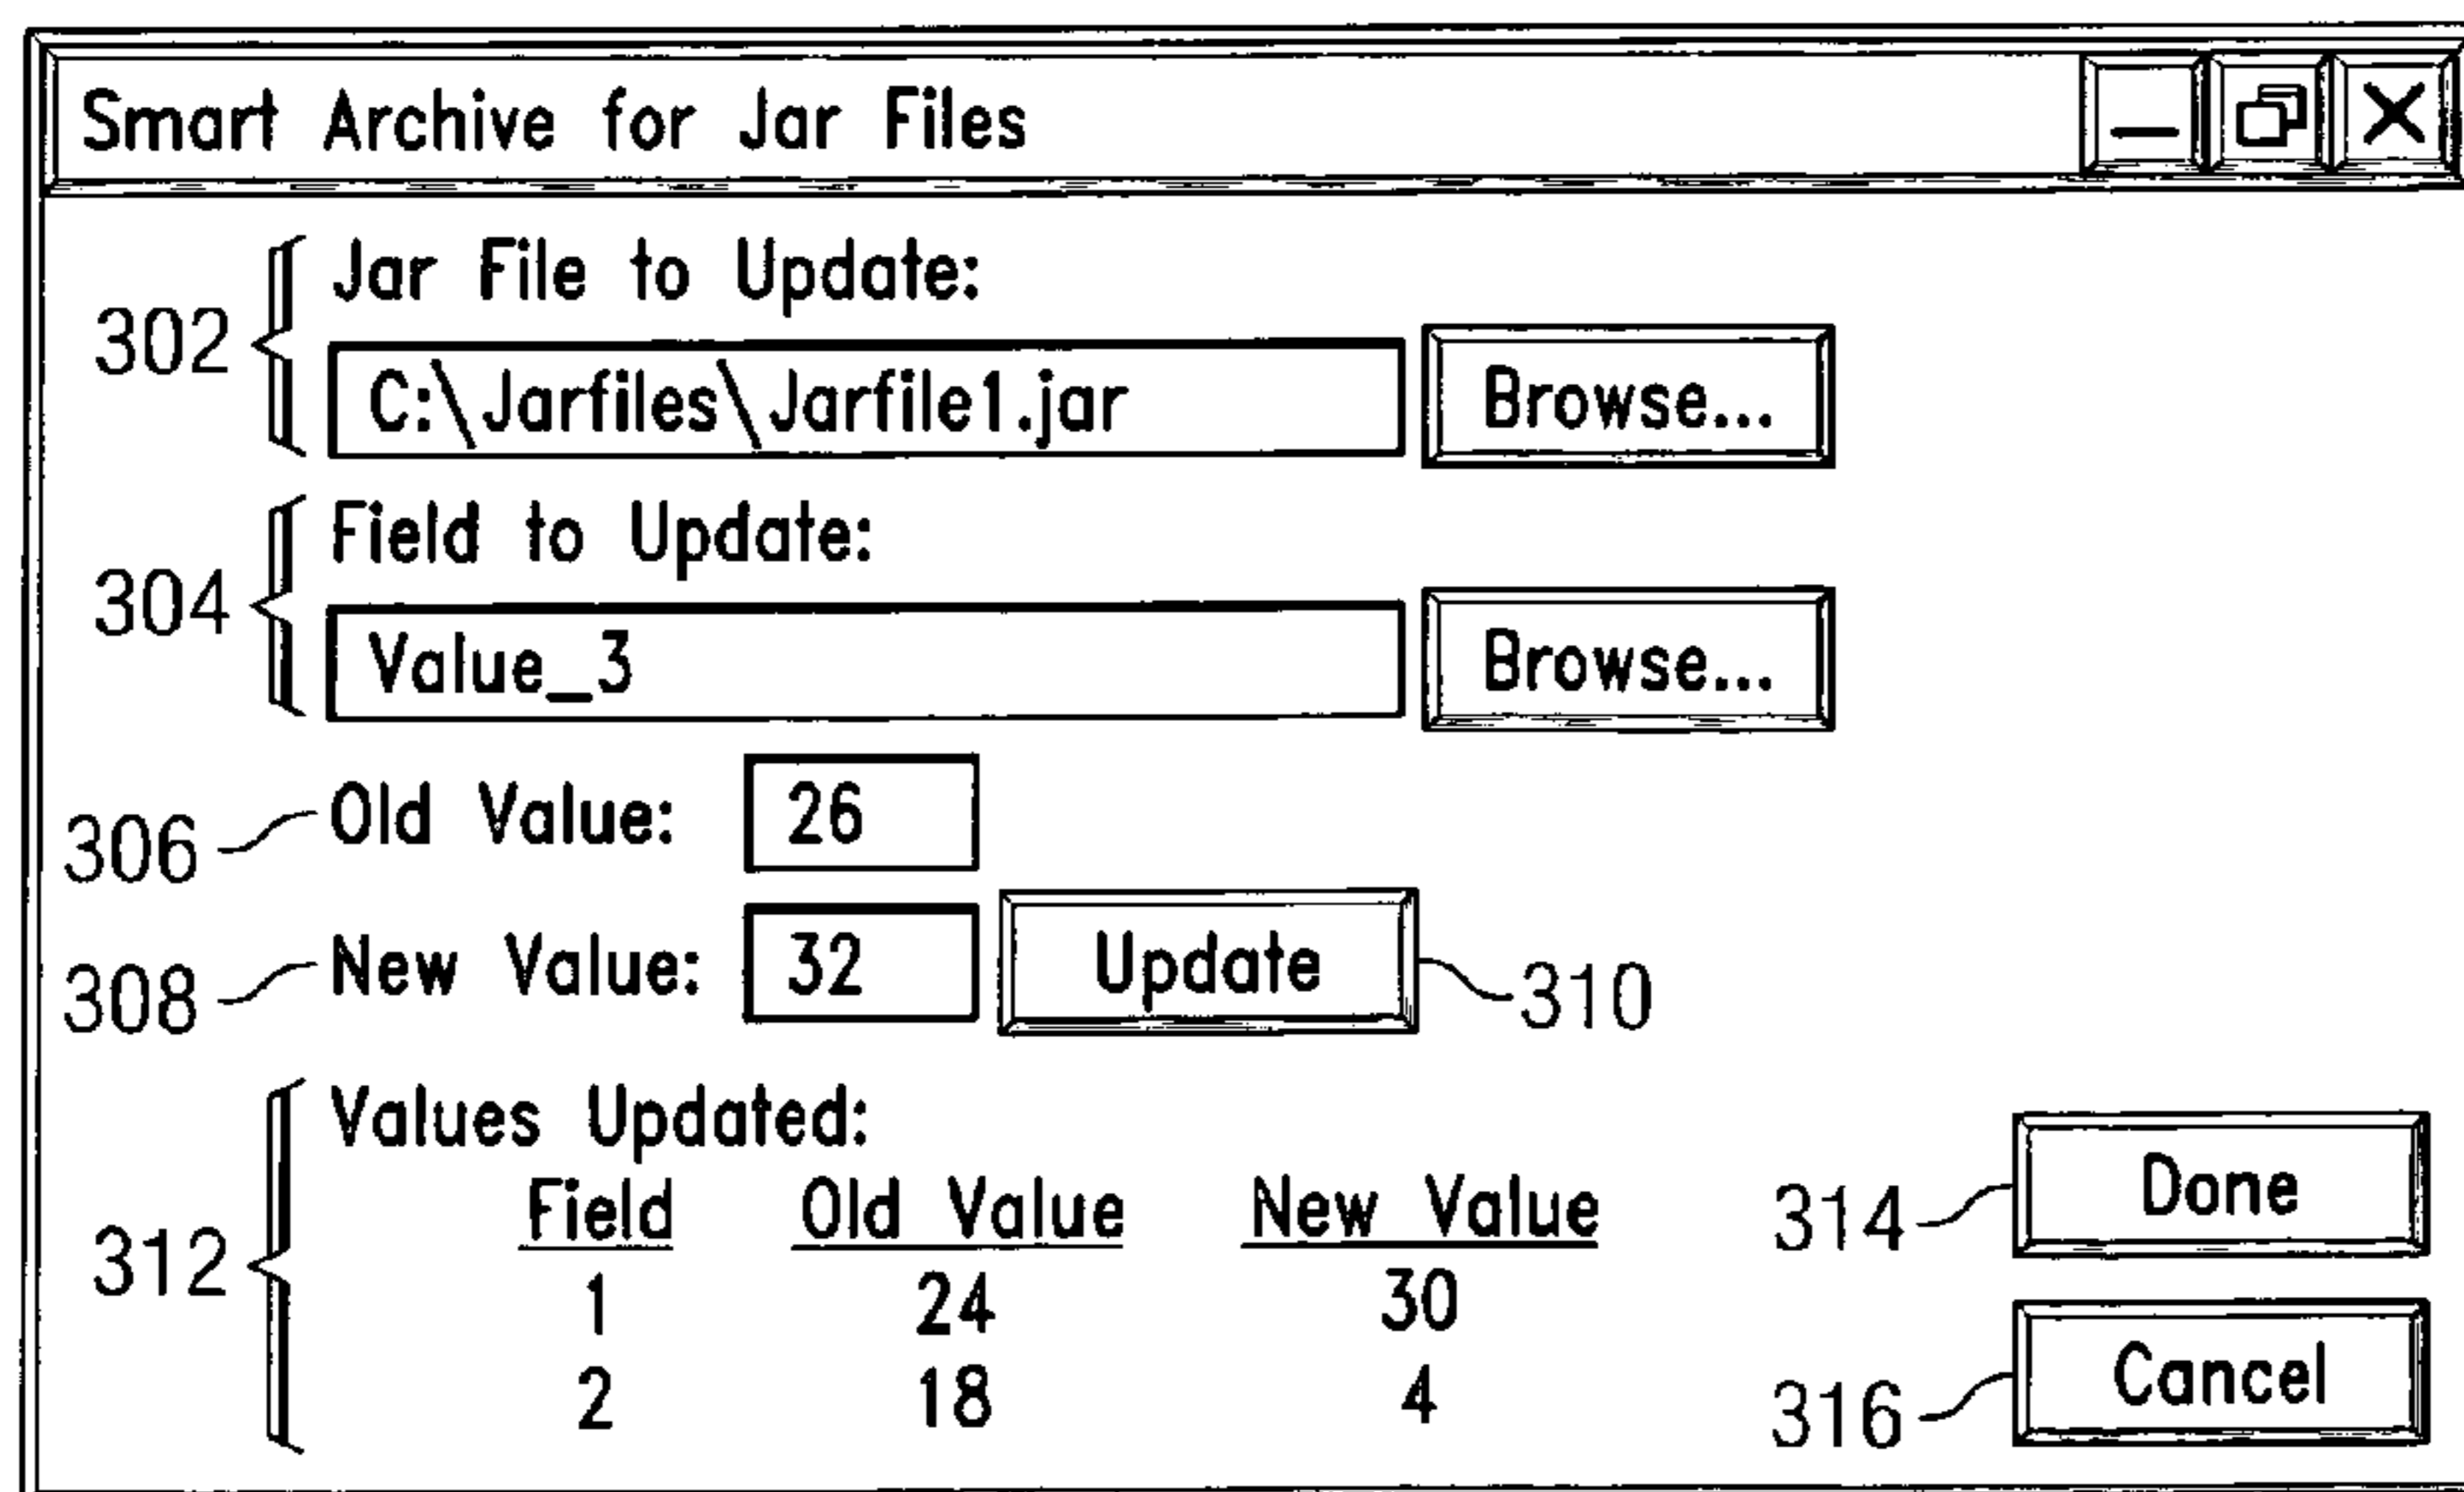 Smart Archive for Jar Files
Jar File to Update:
302
C:\Jarfiles\Jarfile1.jar Browse...
Field to Update:
304
Value_3 Browse...
306 Old Value: 26
308 New Value: 32 Update 310
Values Updated:
312
Field Old Value New Value
1 24 30
2 18 4
314 Done
316 Cancel